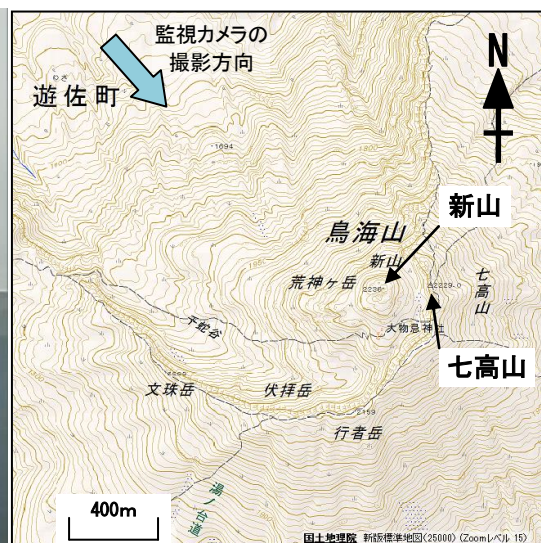 監視カメラの
撮影方向
N
遊佐町
1694
新山
鳥海山
新山
荒神ヶ岳
2236
2229.0
七高山
大物忌神社
千蛇谷
七高山
文珠岳
伏拝岳
2159
行者岳
湯ノ台道
400m
国土地理院 新版標準地図(25000) (Zoomレベル 15)